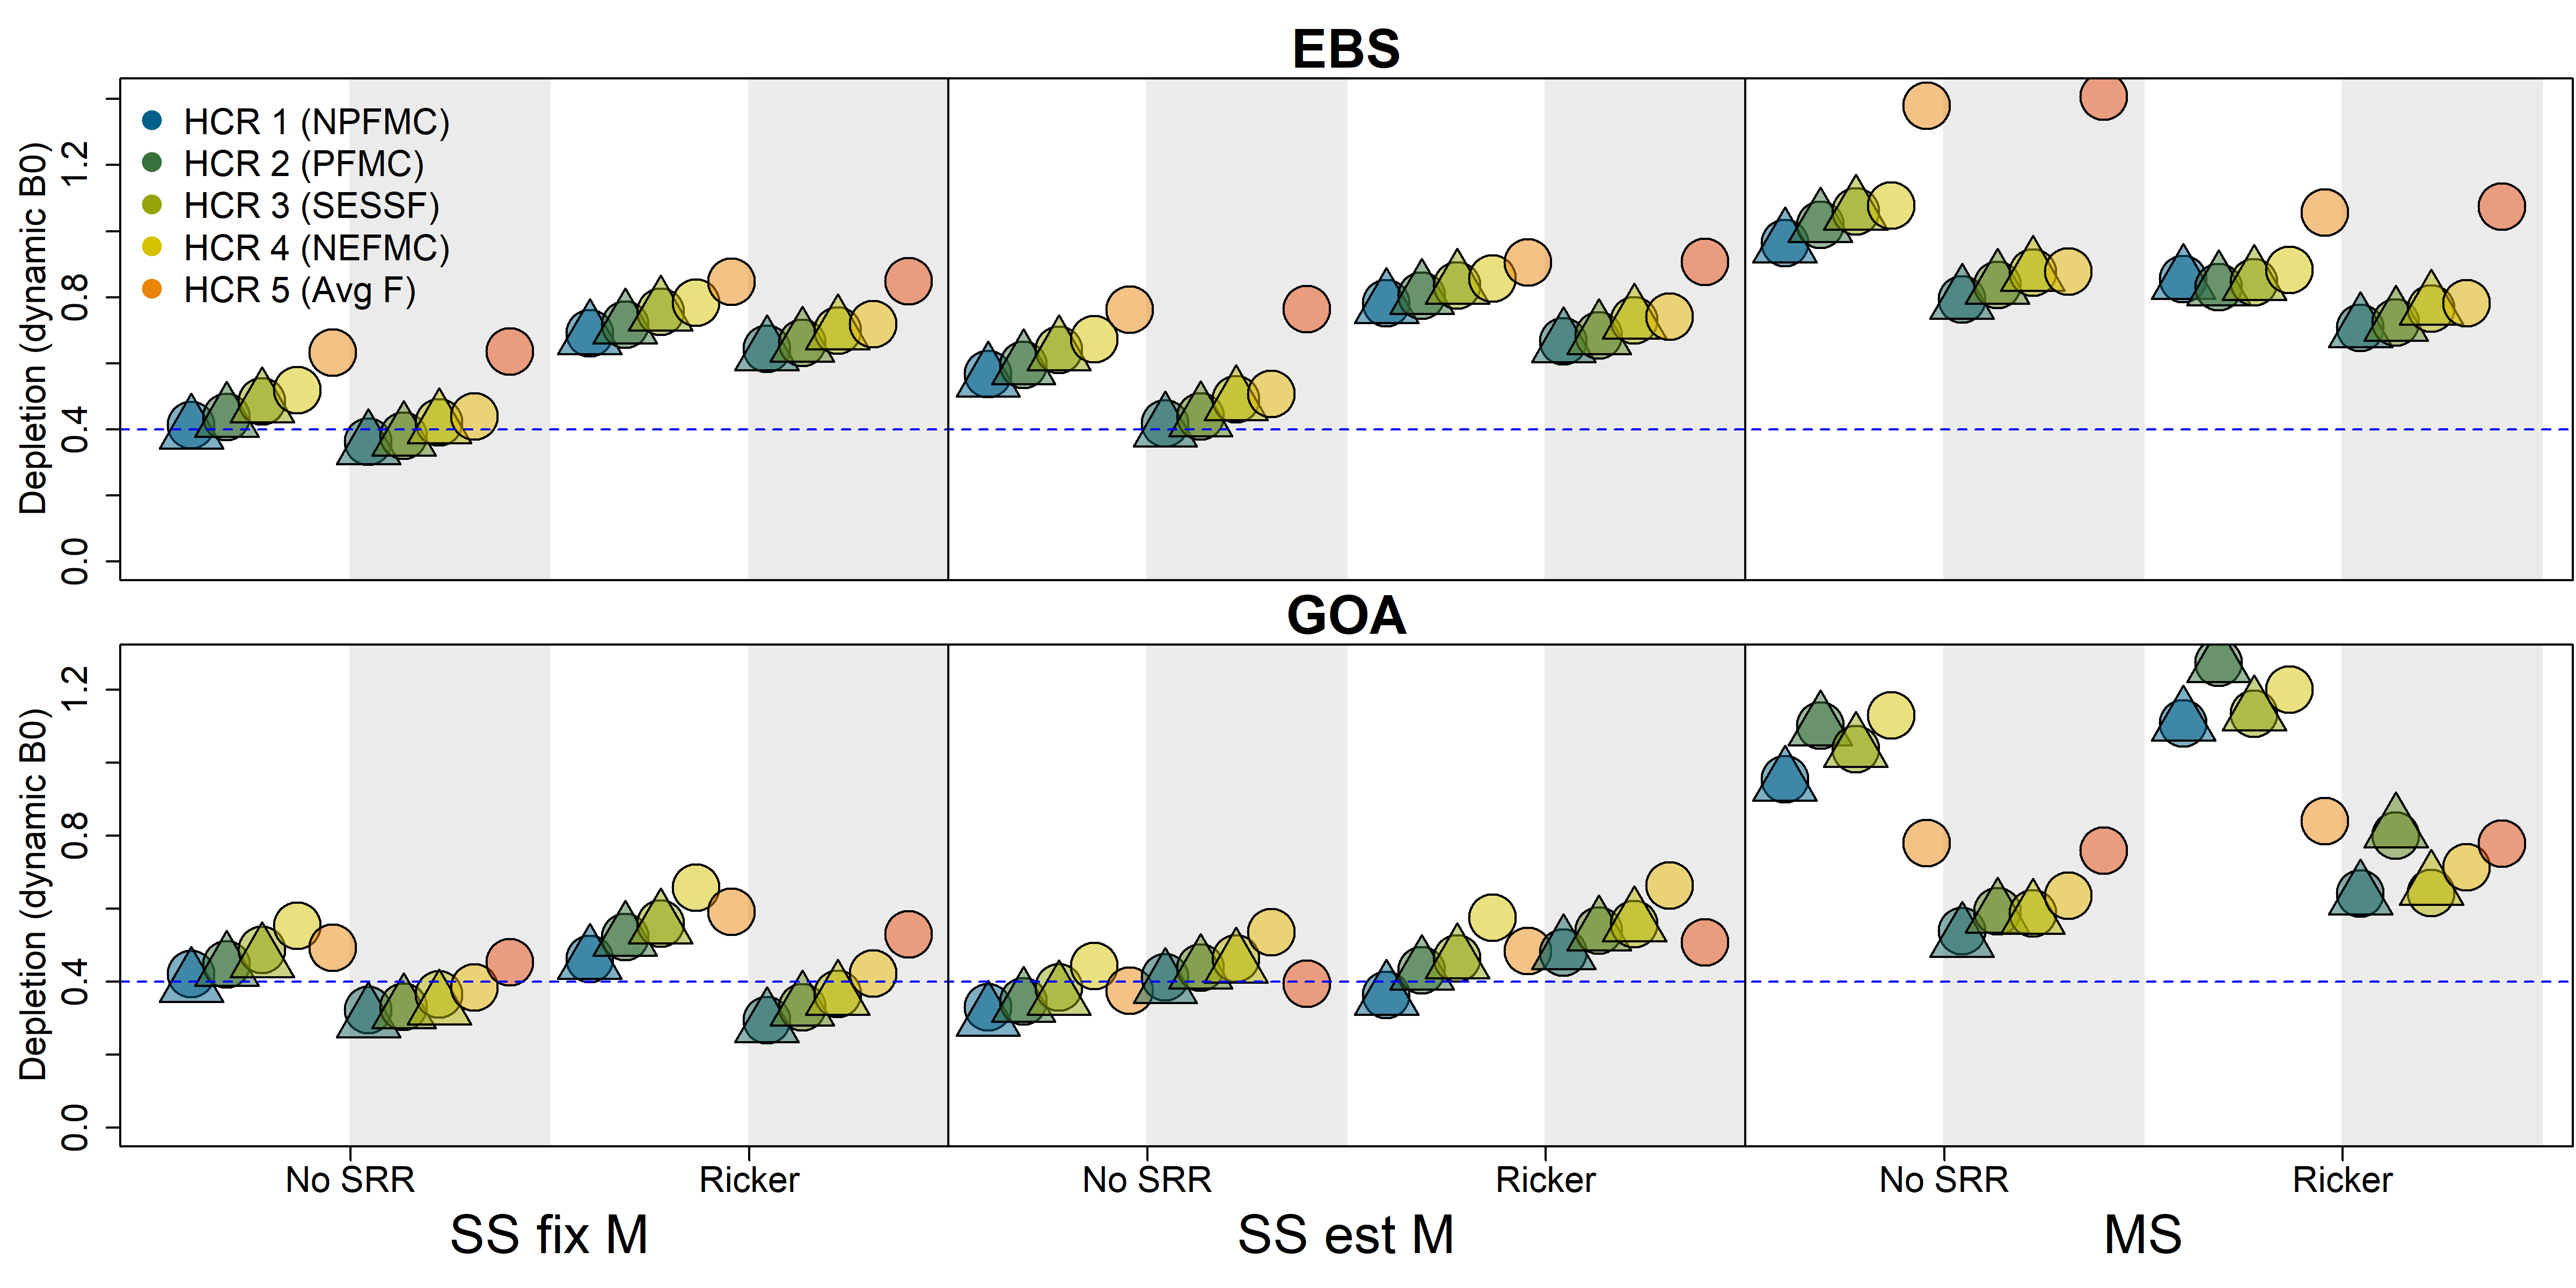 EBS
Depletion (dynamic B0)
1.2
0.8
0.4
0.0
HCR 1 (NPFMC)
HCR 2 (PFMC)
HCR 3 (SESSF)
HCR 4 (NEFMC)
HCR 5 (Avg F)
GOA
Depletion (dynamic B0)
1.2
0.8
0.4
0.0
No SRR Ricker No SRR Ricker No SRR Ricker
SS fix M SS est M MS